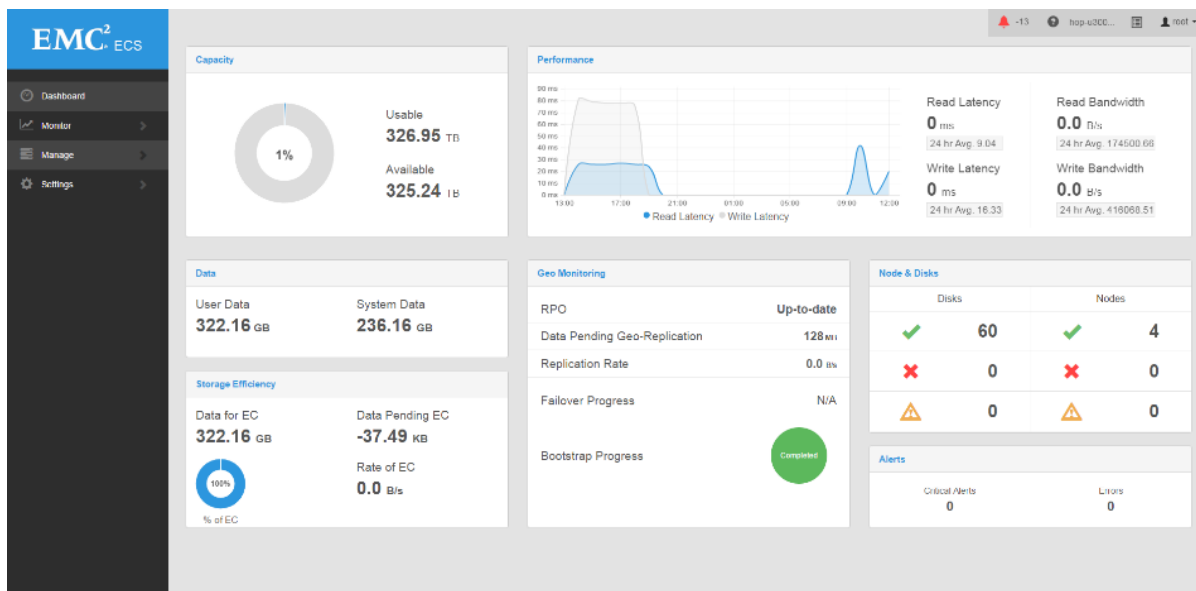 EMC² ECS
-13
root
Dashboard
Monitor
Manage
Settings
Capacity
1%
Usable
326.95 TB
Available
325.24 TB
Performance
90 ms
80 ms
70 ms
60 ms
50 ms
40 ms
30 ms
20 ms
10 ms
0 ms
13:00 17:00 21:00 01:00 05:00 09:00 12:00
Read Latency Write Latency
Read Latency
0 ms
24 hr Avg. 9.04
Write Latency
0 ms
24 hr Avg. 16.33
Read Bandwidth
0.0 B/s
24 hr Avg. 174500.66
Write Bandwidth
0.0 B/s
24 hr Avg. 416068.51
Data
User Data
322.16 GB
System Data
236.16 GB
Storage Efficiency
Data for EC
322.16 GB
100%
% of EC
Data Pending EC
-37.49 KB
Rate of EC
0.0 B/s
Geo Monitoring
RPO Up-to-date
Data Pending Geo-Replication 128
Replication Rate 0.0 B/s
Failover Progress N/A
Bootstrap Progress Completed
Node & Disks
Disks Nodes
60 4
0 0
0 0
Alerts
Critical Alerts
0
Errors
0